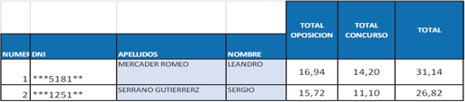 TOTAL OPOSICION TOTAL CONCURSO TOTAL
NUMER DNI APELLIDOS NOMBRE
1 ***5181** MERCADER ROMEO LEANDRO 16,94 14,20 31,14
2 ***1251** SERRANO GUTIERRERZ SERGIO 15,72 11,10 26,82